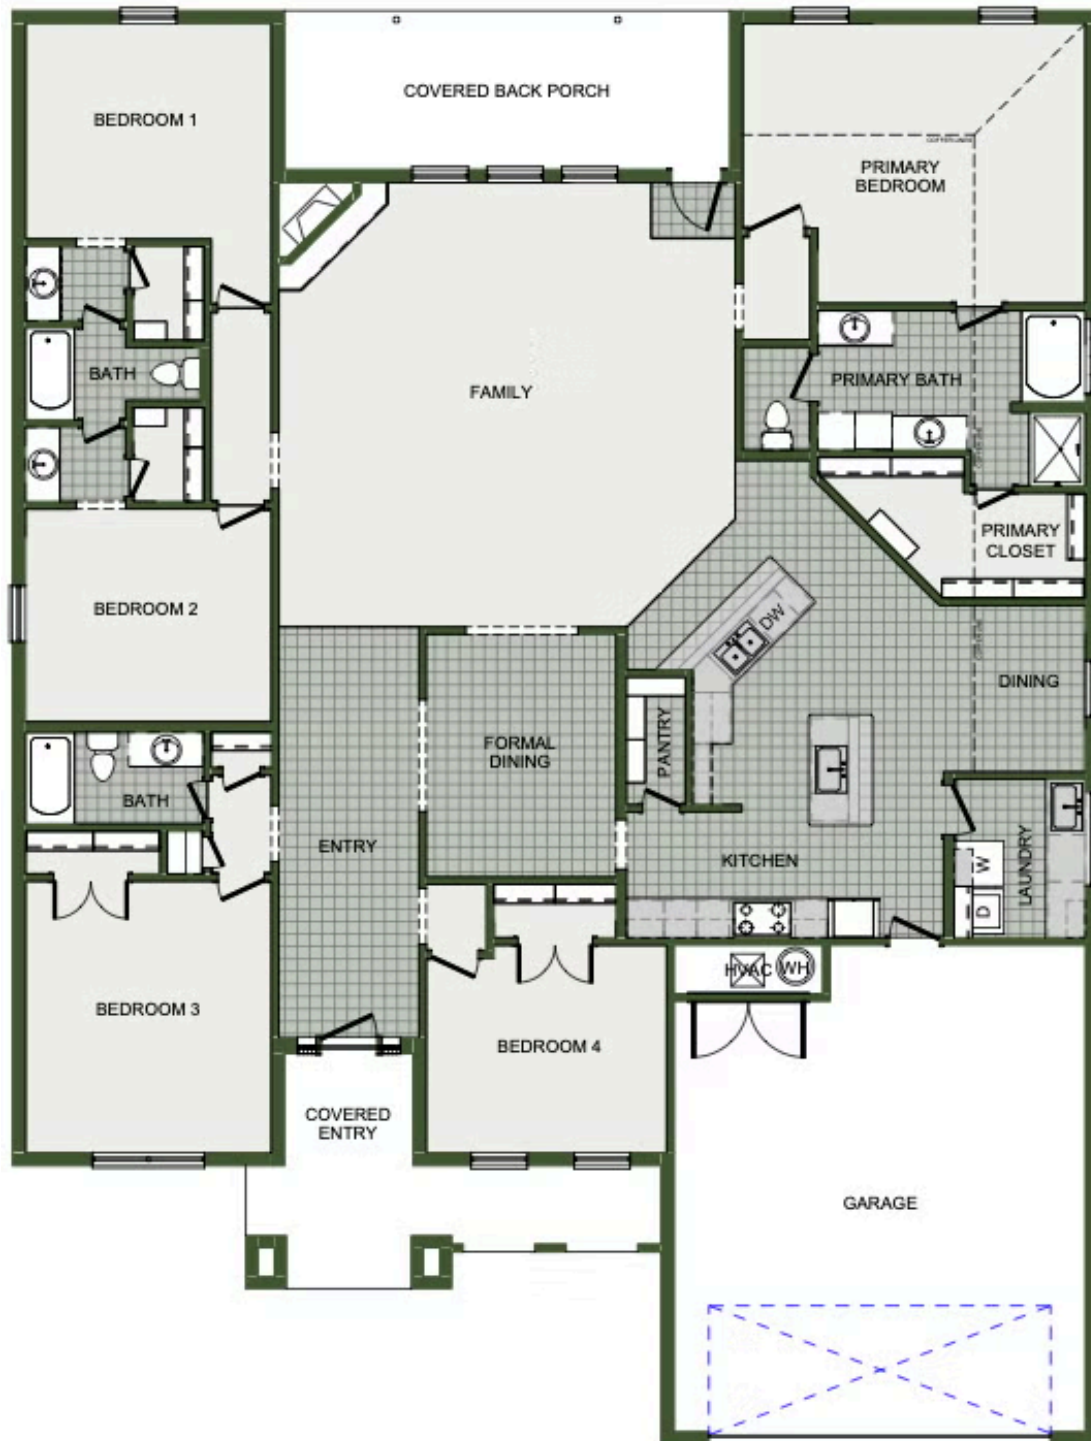 COVERED BACK PORCH
BEDROOM 1
PRIMARY
BEDROOM
BATH
FAMILY
PRIMARY BATH
PRIMARY
CLOSET
BEDROOM 2
DW
DINING
PANTRY
FORMAL
DINING
BATH
ENTRY
KITCHEN
W
D
LAUNDRY
HVAC
WH
BEDROOM 3
BEDROOM 4
COVERED
ENTRY
GARAGE